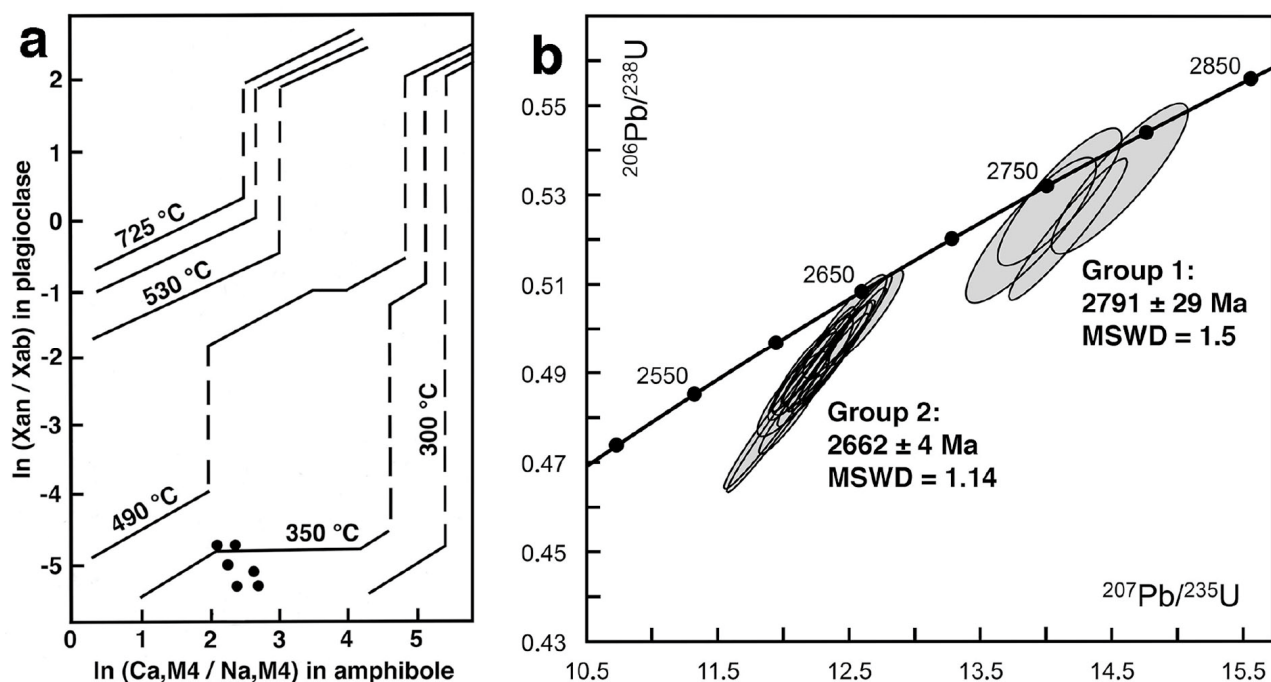 a
ln (Xan / Xab) in plagioclase
2
1
0
-1
-2
-4
-5
725 °C
530 °C
490 °C
350 °C
300 °C
0
1
2
3
4
5
ln (Ca,M4 / Na,M4) in amphibole
b
206Pb/238U
0.55
0.53
0.51
0.49
0.47
0.45
0.43
2850
2750
2650
2550
Group 1:
2791 ± 29 Ma
MSWD = 1.5
Group 2:
2662 ± 4 Ma
MSWD = 1.14
207Pb/235U
10.5
11.5
12.5
13.5
14.5
15.5